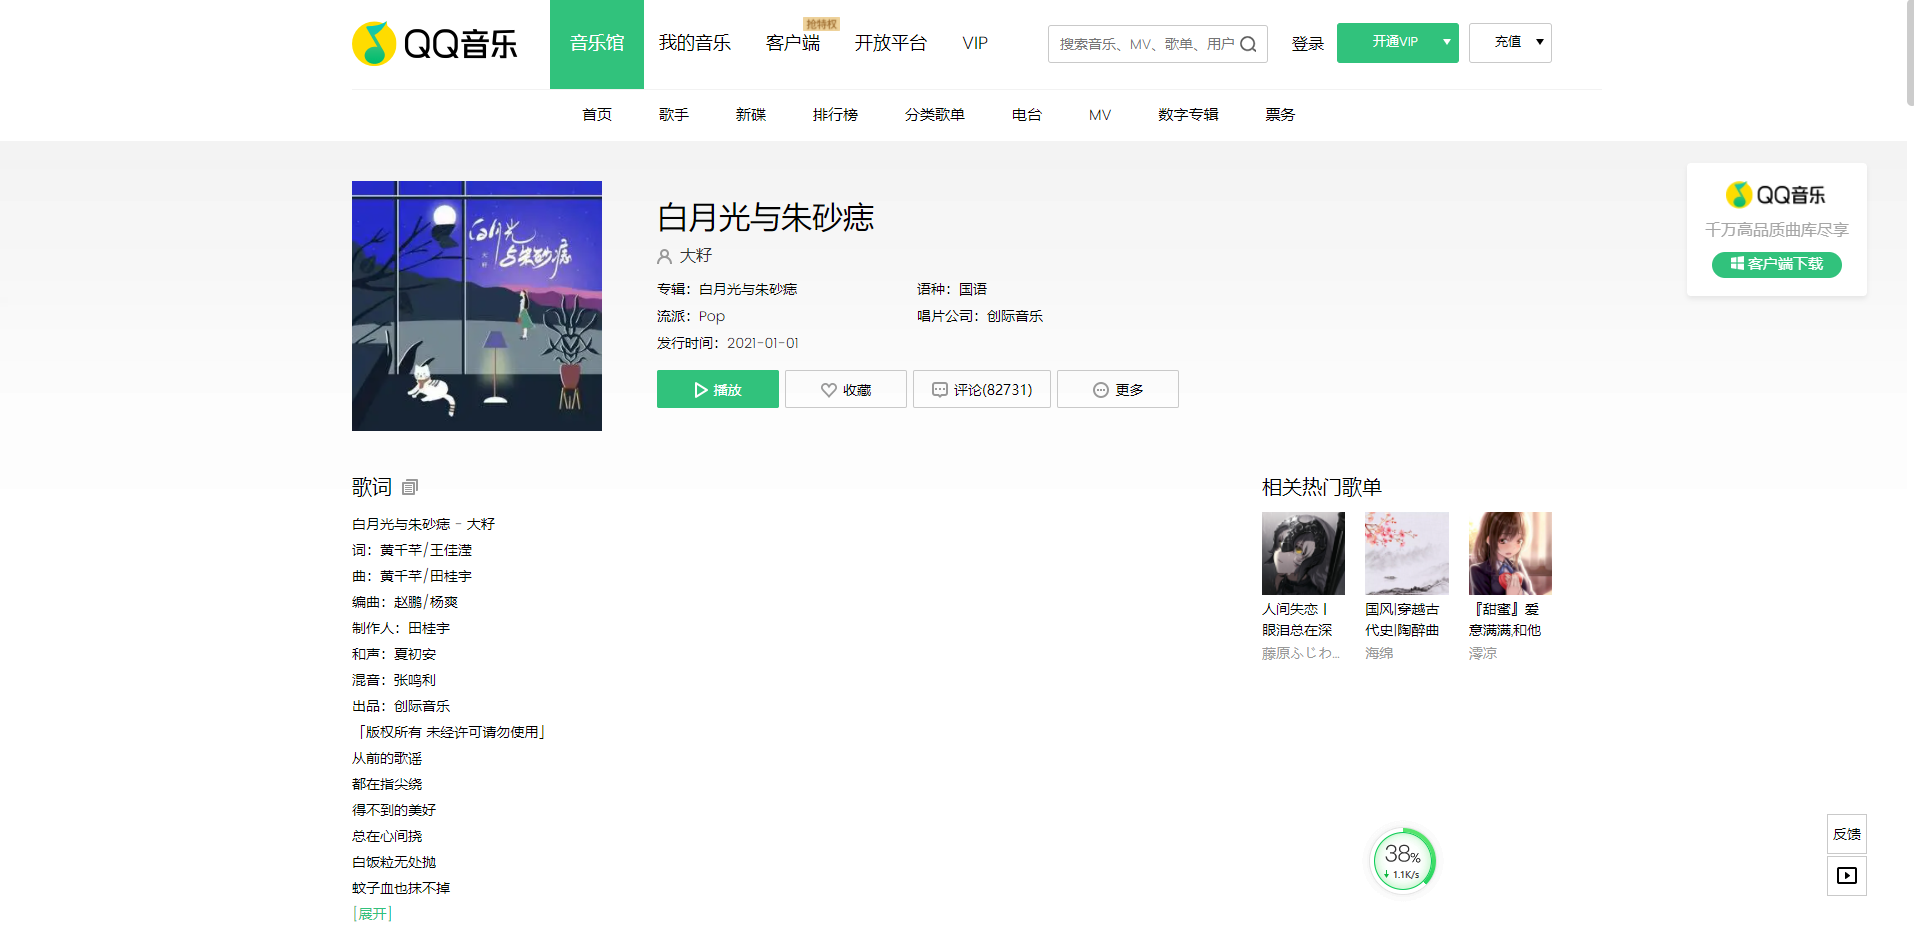 QQ音乐
音乐馆
我的音乐
客户端
抢特权
开放平台
VIP
搜索音乐、MV、歌单、用户
登录
开通VIP
充值
首页
歌手
新碟
排行榜
分类歌单
电台
MV
数字专辑
票务
白月光
与朱砂痣
大籽
白月光与朱砂痣
大籽
专辑：白月光与朱砂痣
语种：国语
流派：Pop
唱片公司：创际音乐
发行时间：2021-01-01
播放
收藏
评论(82731)
更多
QQ音乐
千万高品质曲库尽享
客户端下载
歌词
白月光与朱砂痣 - 大籽
词：黄千芊/王佳滢
曲：黄千芊/田桂宇
编曲：赵鹏/杨爽
制作人：田桂宇
和声：夏初安
混音：张鸣利
出品：创际音乐
「版权所有 未经许可请勿使用」
从前的歌谣
都在指尖绕
得不到的美好
总在心间挠
白饭粒无处抛
蚊子血也抹不掉
[展开]
相关热门歌单
人间失恋丨
眼泪总在深
藤原ふじわ...
国风|穿越古
代史|陶醉曲
海绵
『甜蜜』爱
意满满,和他
澪凉
38%
1.1K/s
反馈